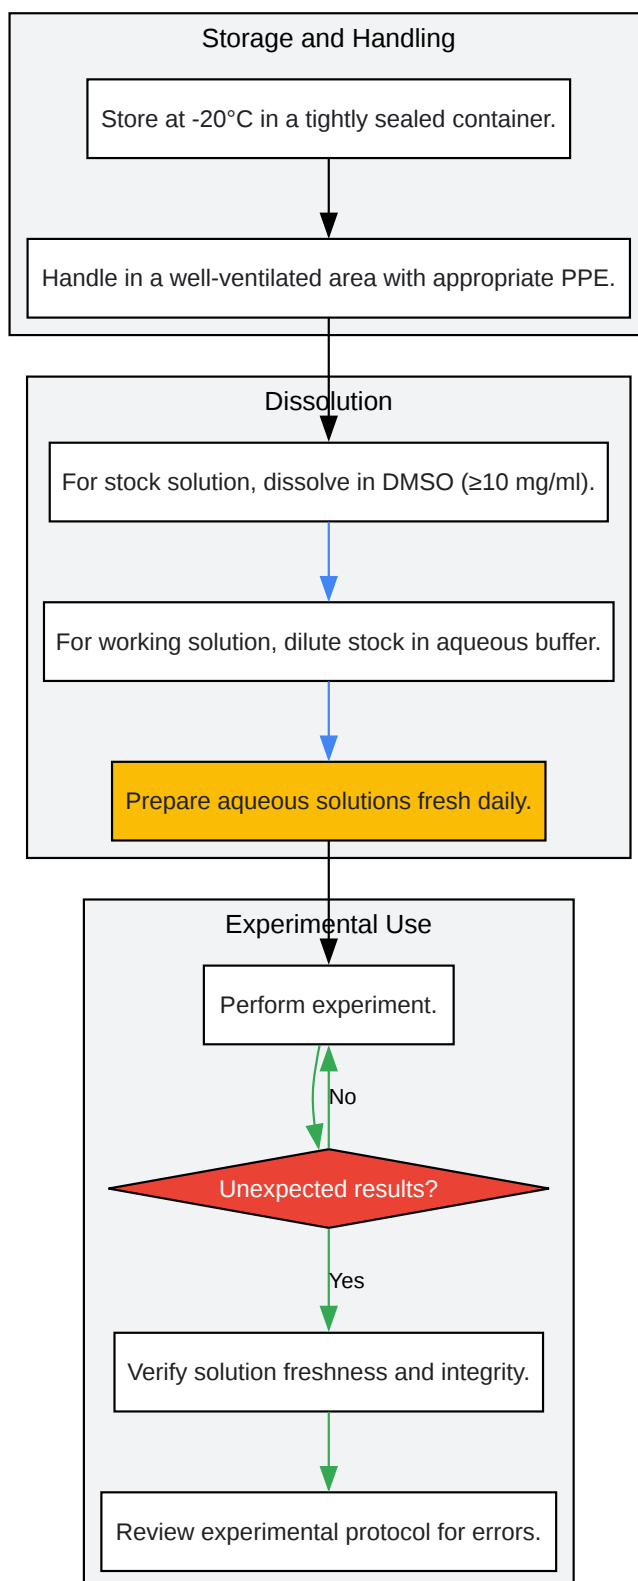 Storage and Handling
Store at -20°C in a tightly sealed container.
Handle in a well-ventilated area with appropriate PPE.
Dissolution
For stock solution, dissolve in DMSO (≥10 mg/ml).
For working solution, dilute stock in aqueous buffer.
Prepare aqueous solutions fresh daily.
Experimental Use
Perform experiment.
No
Unexpected results?
Yes
Verify solution freshness and integrity.
Review experimental protocol for errors.